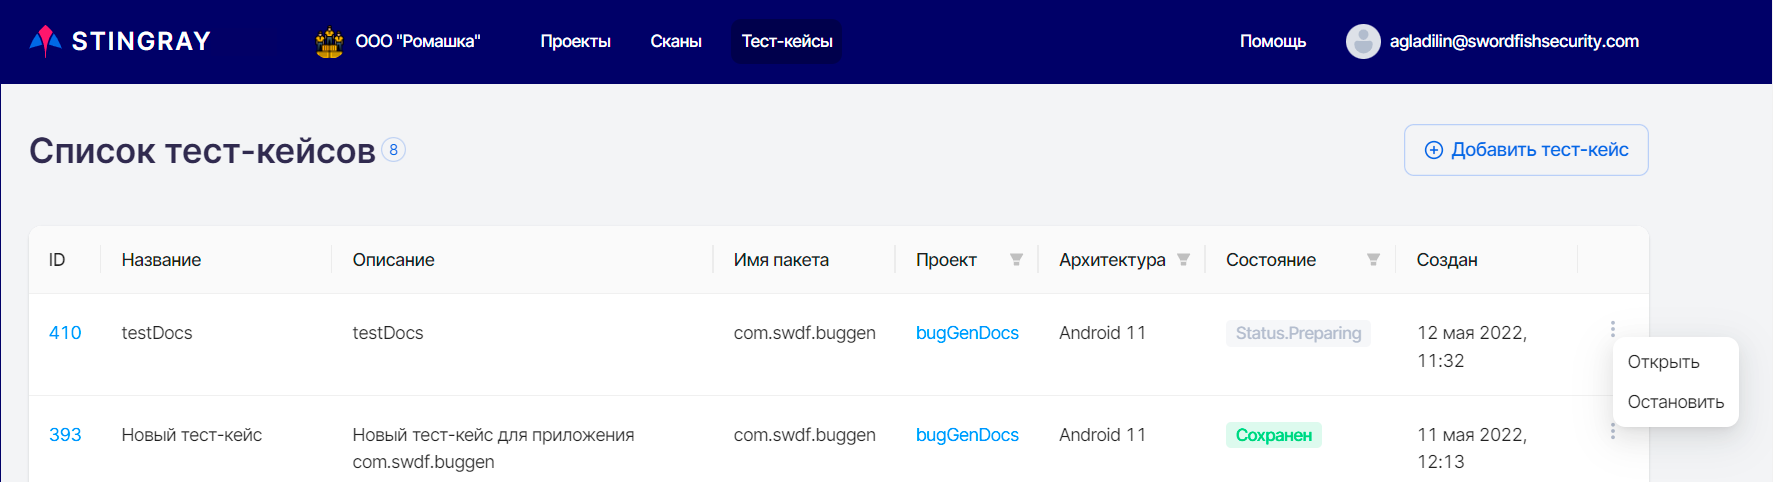 STINGRAY ООО "Ромашка" Проекты Сканы Тест-кейсы Помощь agladilin@swordfishsecurity.com
Список тест-кейсов 8 Добавить тест-кейс
ID Название Описание Имя пакета Проект Архитектура Состояние Создан
410 testDocs testDocs com.swdf.buggen bugGenDocs Android 11 Status.Preparing 12 мая 2022,
11:32
Открыть
Остановить
393 Новый тест-кейс Новый тест-кейс для приложения com.swdf.buggen bugGenDocs Android 11 Сохранен 11 мая 2022,
com.swdf.buggen 12:13